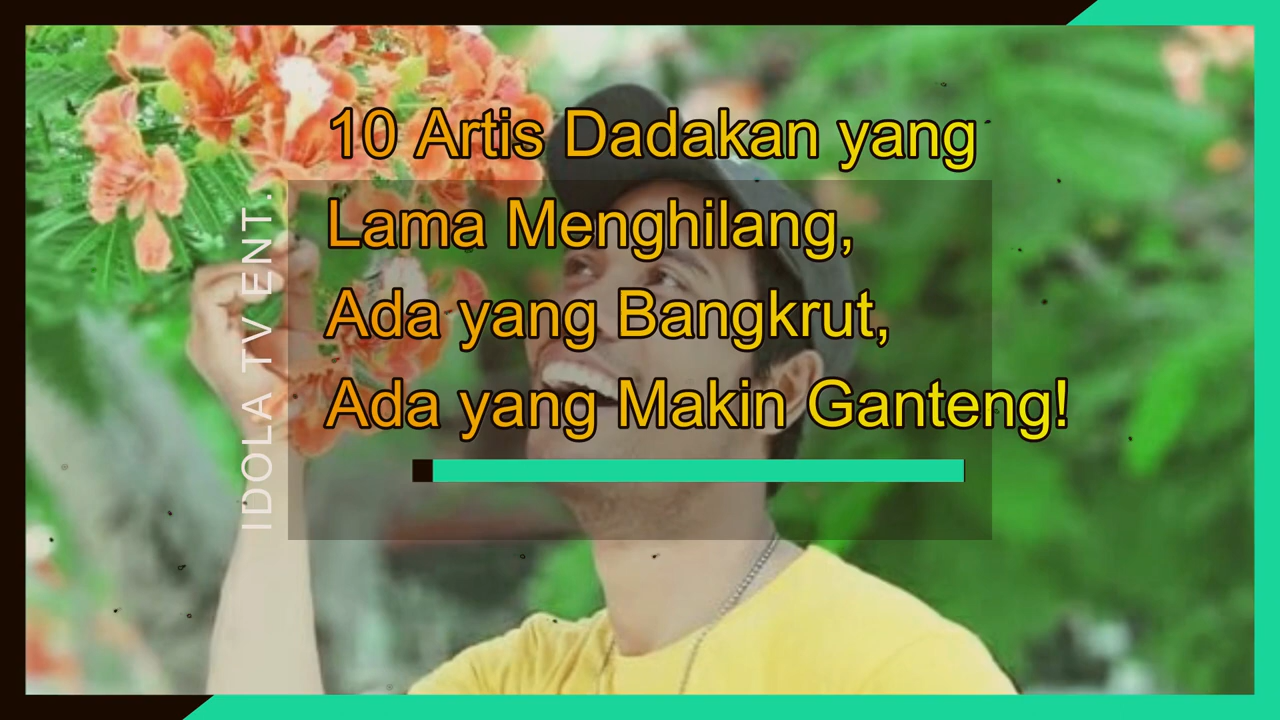 10 Artis Dadakan yang
Lama Menghilang,
Ada yang Bangkrut,
Ada yang Makin Ganteng!
IDOLA TV ENT.